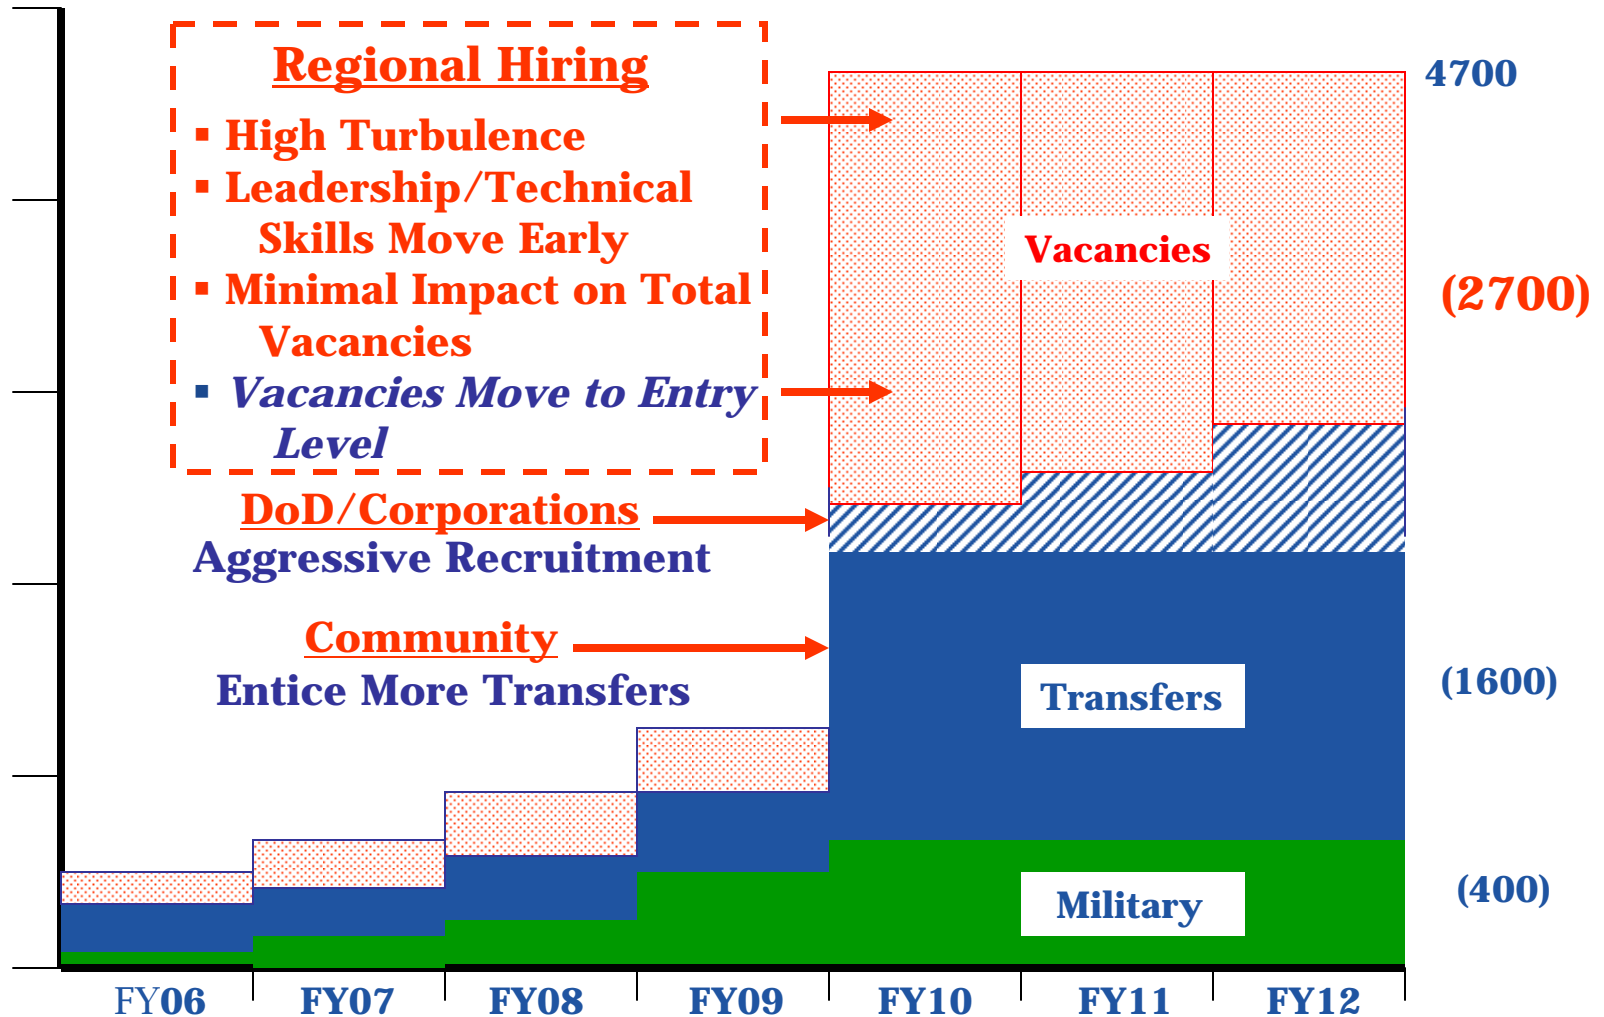 Regional Hiring
▪ High Turbulence
▪ Leadership/Technical
Skills Move Early
▪ Minimal Impact on Total
Vacancies
▪ Vacancies Move to Entry
Level
DoD/Corporations
Aggressive Recruitment
Community
Entice More Transfers
4700
Vacancies
(2700)
Transfers
(1600)
Military
(400)
FY06 FY07 FY08 FY09 FY10 FY11 FY12